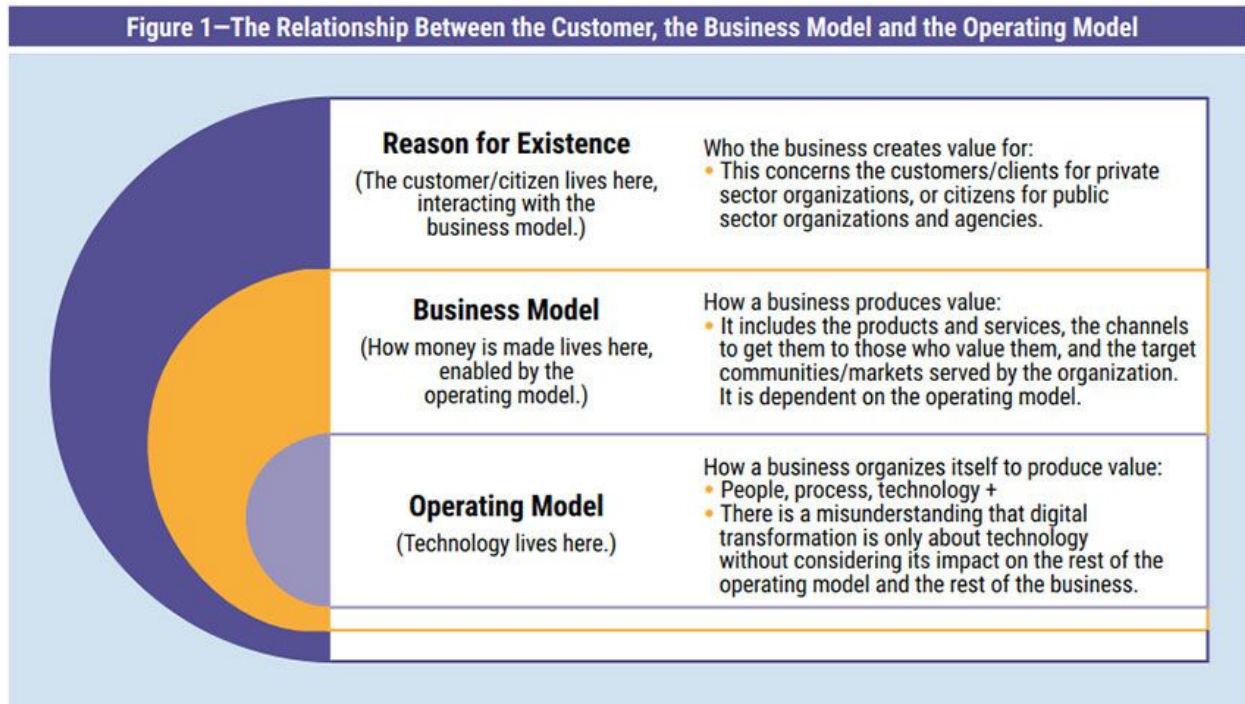 Figure 1—The Relationship Between the Customer, the Business Model and the Operating Model
Reason for Existence
(The customer/citizen lives here,
interacting with the
business model.)
Who the business creates value for:
• This concerns the customers/clients for private
sector organizations, or citizens for public
sector organizations and agencies.
Business Model
(How money is made lives here,
enabled by the
operating model.)
How a business produces value:
• It includes the products and services, the channels
to get them to those who value them, and the target
communities/markets served by the organization.
It is dependent on the operating model.
Operating Model
(Technology lives here.)
How a business organizes itself to produce value:
• People, process, technology +
• There is a misunderstanding that digital
transformation is only about technology
without considering its impact on the rest of the
operating model and the rest of the business.